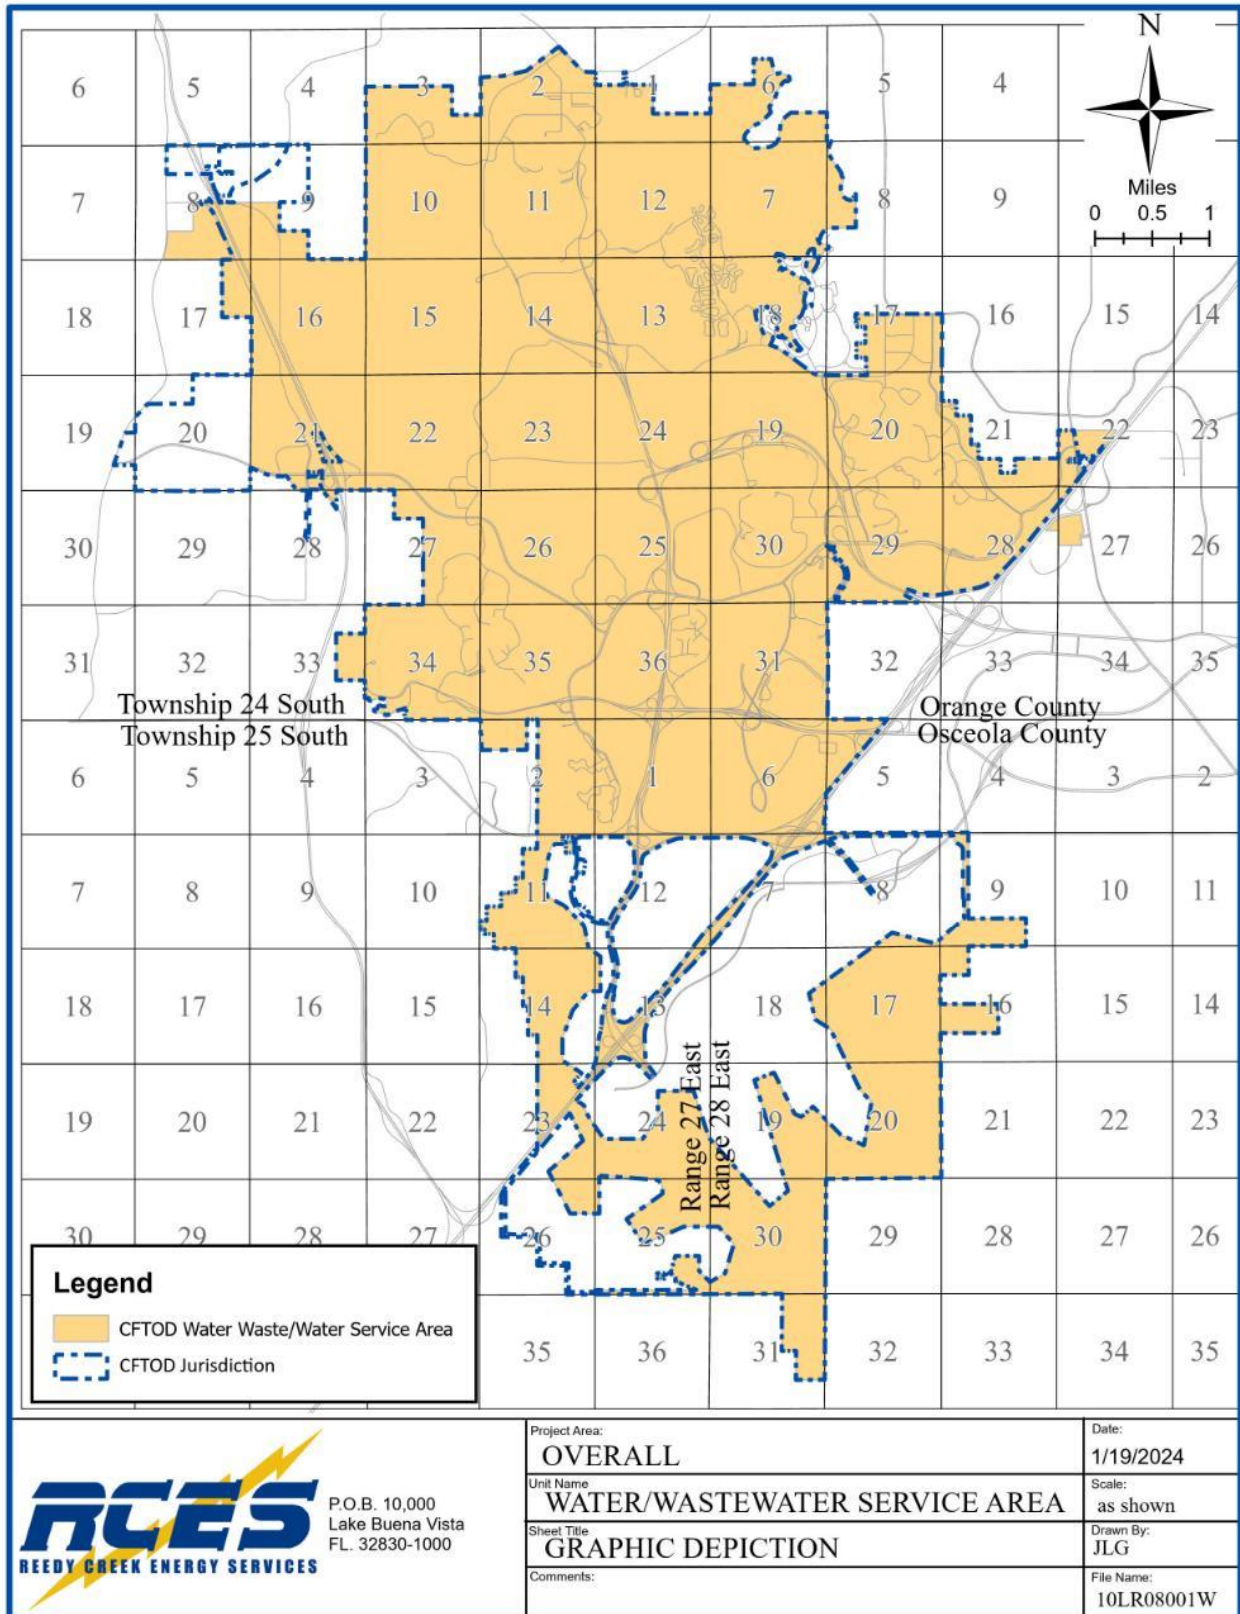 N
Miles
0 0.5 1
6 5 4 3 2 1 6 5 4
7 8 9 10 11 12 7 8 9
18 17 16 15 14 13 18 17 16 15 14
19 20 21 22 23 24 19 20 21 22 23
30 29 28 27 26 25 30 29 28 27 26
31 32 33 34 35 36 31 32 33 34 35
Township 24 South
Township 25 South
Orange County
Osceola County
6 5 4 3 2 1 6 5 4 3 2
7 8 9 10 11 12 7 8 9 10 11
18 17 16 15 14 13 18 17 16 15 14
Range 27 East
Range 28 East
19 20 21 22 23 24 19 20 21 22 23
30 29 28 27 26 25 30 29 28 27 26
35 36 31 32 33 34 35
Legend
CFTOD Water Waste/Water Service Area
CFTOD Jurisdiction
RCES
REEDY CREEK ENERGY SERVICES
P.O.B. 10,000
Lake Buena Vista
FL. 32830-1000
Project Area:
OVERALL
Unit Name
WATER/WASTEWATER SERVICE AREA
Sheet Title
GRAPHIC DEPICTION
Comments:
Date:
1/19/2024
Scale:
as shown
Drawn By:
JLG
File Name:
10LR08001W